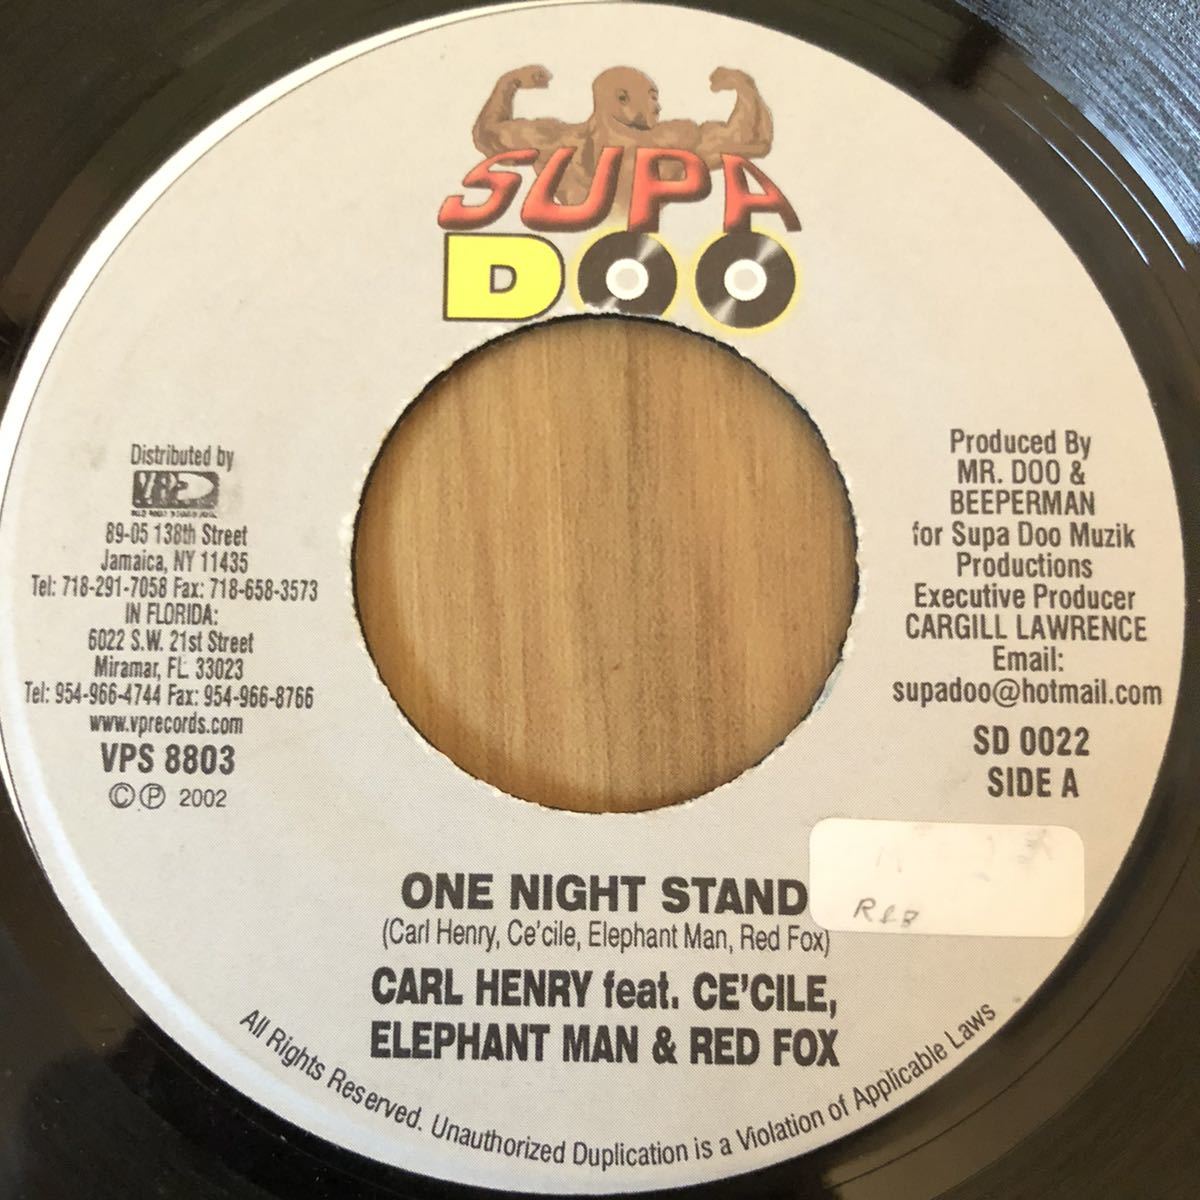 SUPA
DOO
Distributed by
VP
89-05 138th Street
Jamaica, NY 11435
Tel: 718-291-7058 Fax: 718-658-3573
IN FLORIDA:
6022 S.W. 21st Street
Miramar, FL 33023
Tel: 954-966-4744 Fax: 954-966-8766
www.vprecords.com
VPS 8803
©℗ 2002
Produced By
MR. DOO &
BEEPERMAN
for Supa Doo Muzik
Productions
Executive Producer
CARGILL LAWRENCE
Email:
supadoo@hotmail.com
SD 0022
SIDE A
ONE NIGHT STAND
(Carl Henry, Ce'cile, Elephant Man, Red Fox)
CARL HENRY feat. CE'CILE,
ELEPHANT MAN & RED FOX
All Rights Reserved. Unauthorized Duplication is a Violation of Applicable Laws